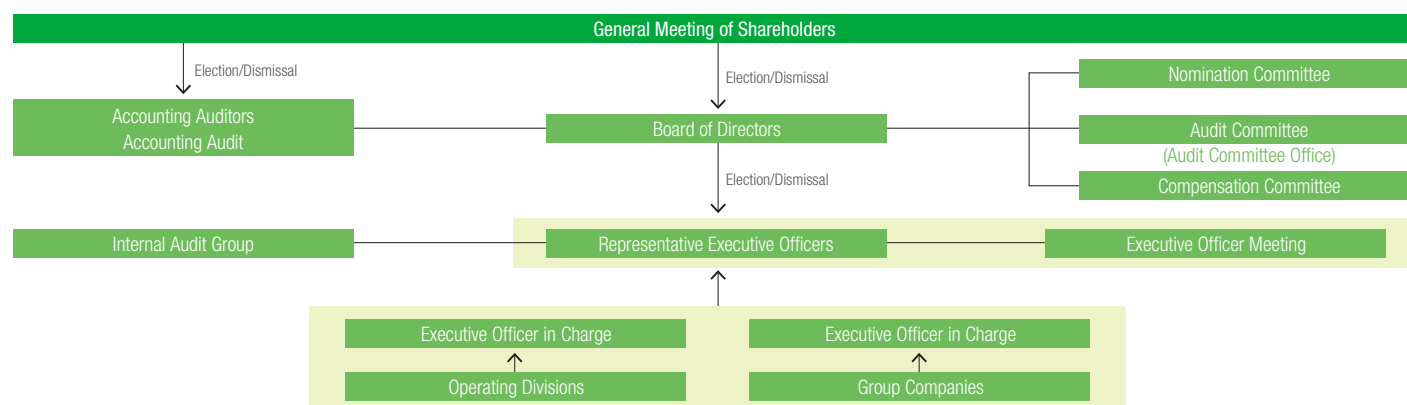 General Meeting of Shareholders
Election/Dismissal
Election/Dismissal
Nomination Committee
Accounting Auditors
Accounting Audit
Board of Directors
Audit Committee
(Audit Committee Office)
Election/Dismissal
Compensation Committee
Internal Audit Group
Representative Executive Officers
Executive Officer Meeting
Executive Officer in Charge
Executive Officer in Charge
Operating Divisions
Group Companies